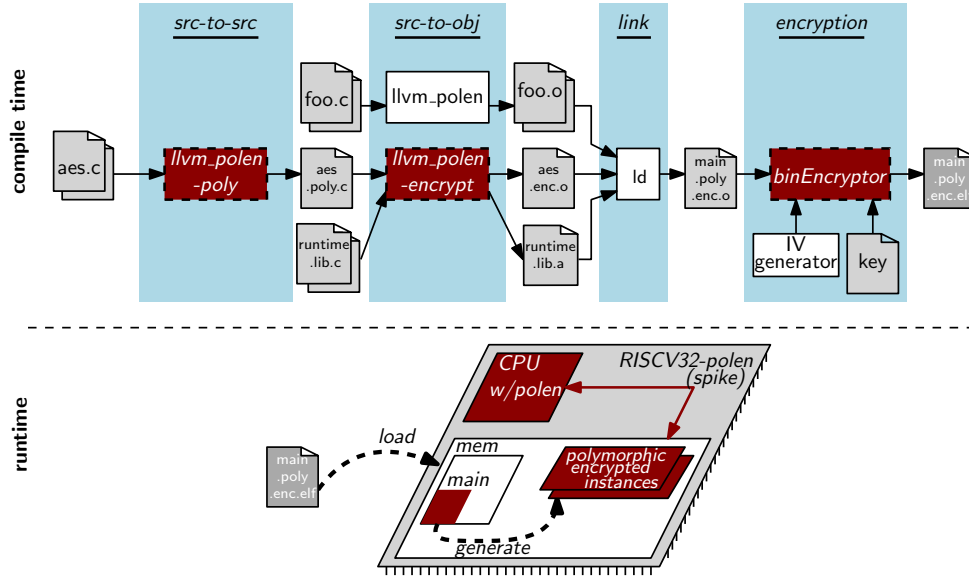 src-to-src
src-to-obj
link
encryption
compile time
foo.c
llvm_polen
foo.o
aes.c
llvm_polen
-poly
aes
.poly.c
llvm_polen
-encrypt
aes
.enc.o
ld
main
.poly
.enc.o
binEncryptor
main
.poly
.enc.elf
runtime
.lib.c
runtime
.lib.a
IV
generator
key
runtime
CPU
w/polen
RISCV32-polen
(spike)
load
mem
main
polymorphic
encrypted
instances
main
.poly
.enc.elf
generate